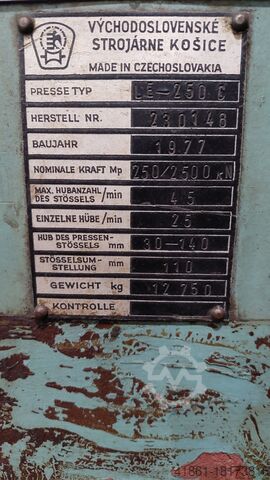 VÝCHODOSLOVENSKÉ
STROJÁRNE KOŠICE
MADE IN CZECHOSLOVAKIA
PRESSE TYP LE-250 C
HERSTELL NR. 230148
BAUJAHR 1977
NOMINALE KRAFT Mp 250/2500 kN
MAX. HUBANZAHL DES STÖSSELS /min 45
EINZELNE HÜBE /min 25
HUB DES PRESSEN-STÖSSELS mm 30-140
STÖSSELSUM-STELLUNG mm 110
GEWICHT kg 12 750
KONTROLLE